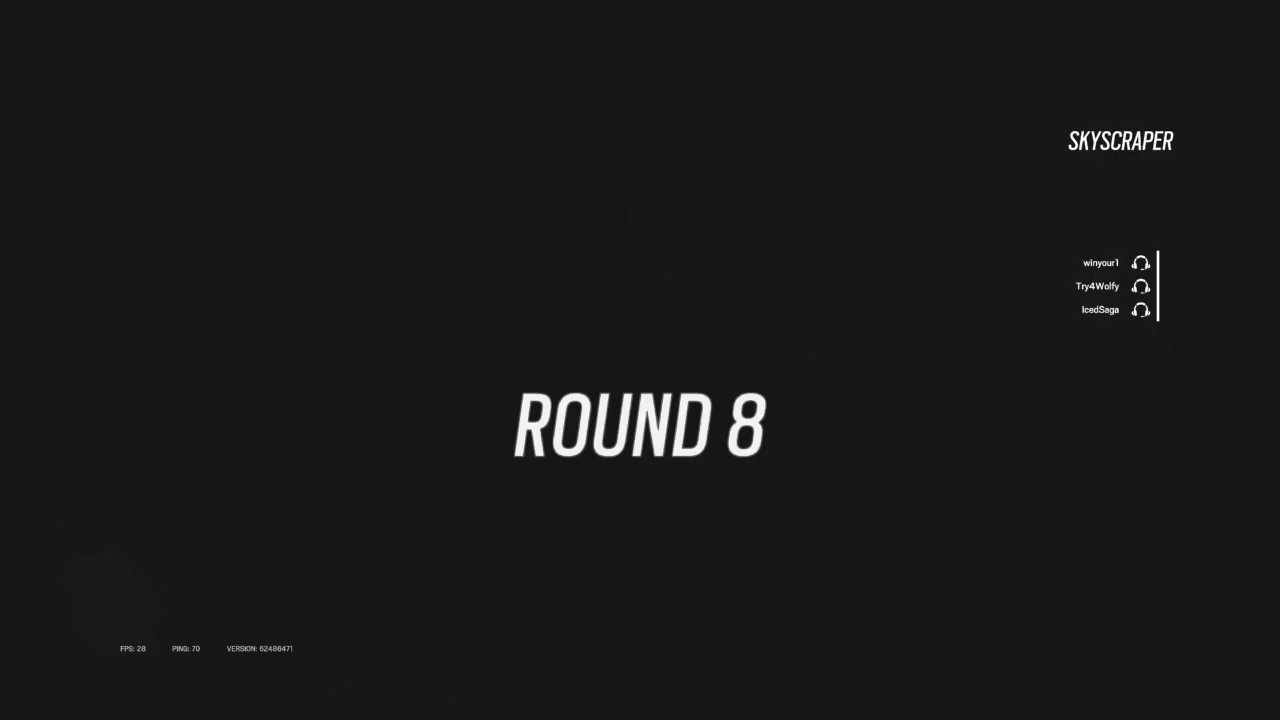 SKYSCRAPER
winyour1
Try4Wolfy
IcedSaga
ROUND 8
FPS: 28 PING: 70 VERSION: 62486471